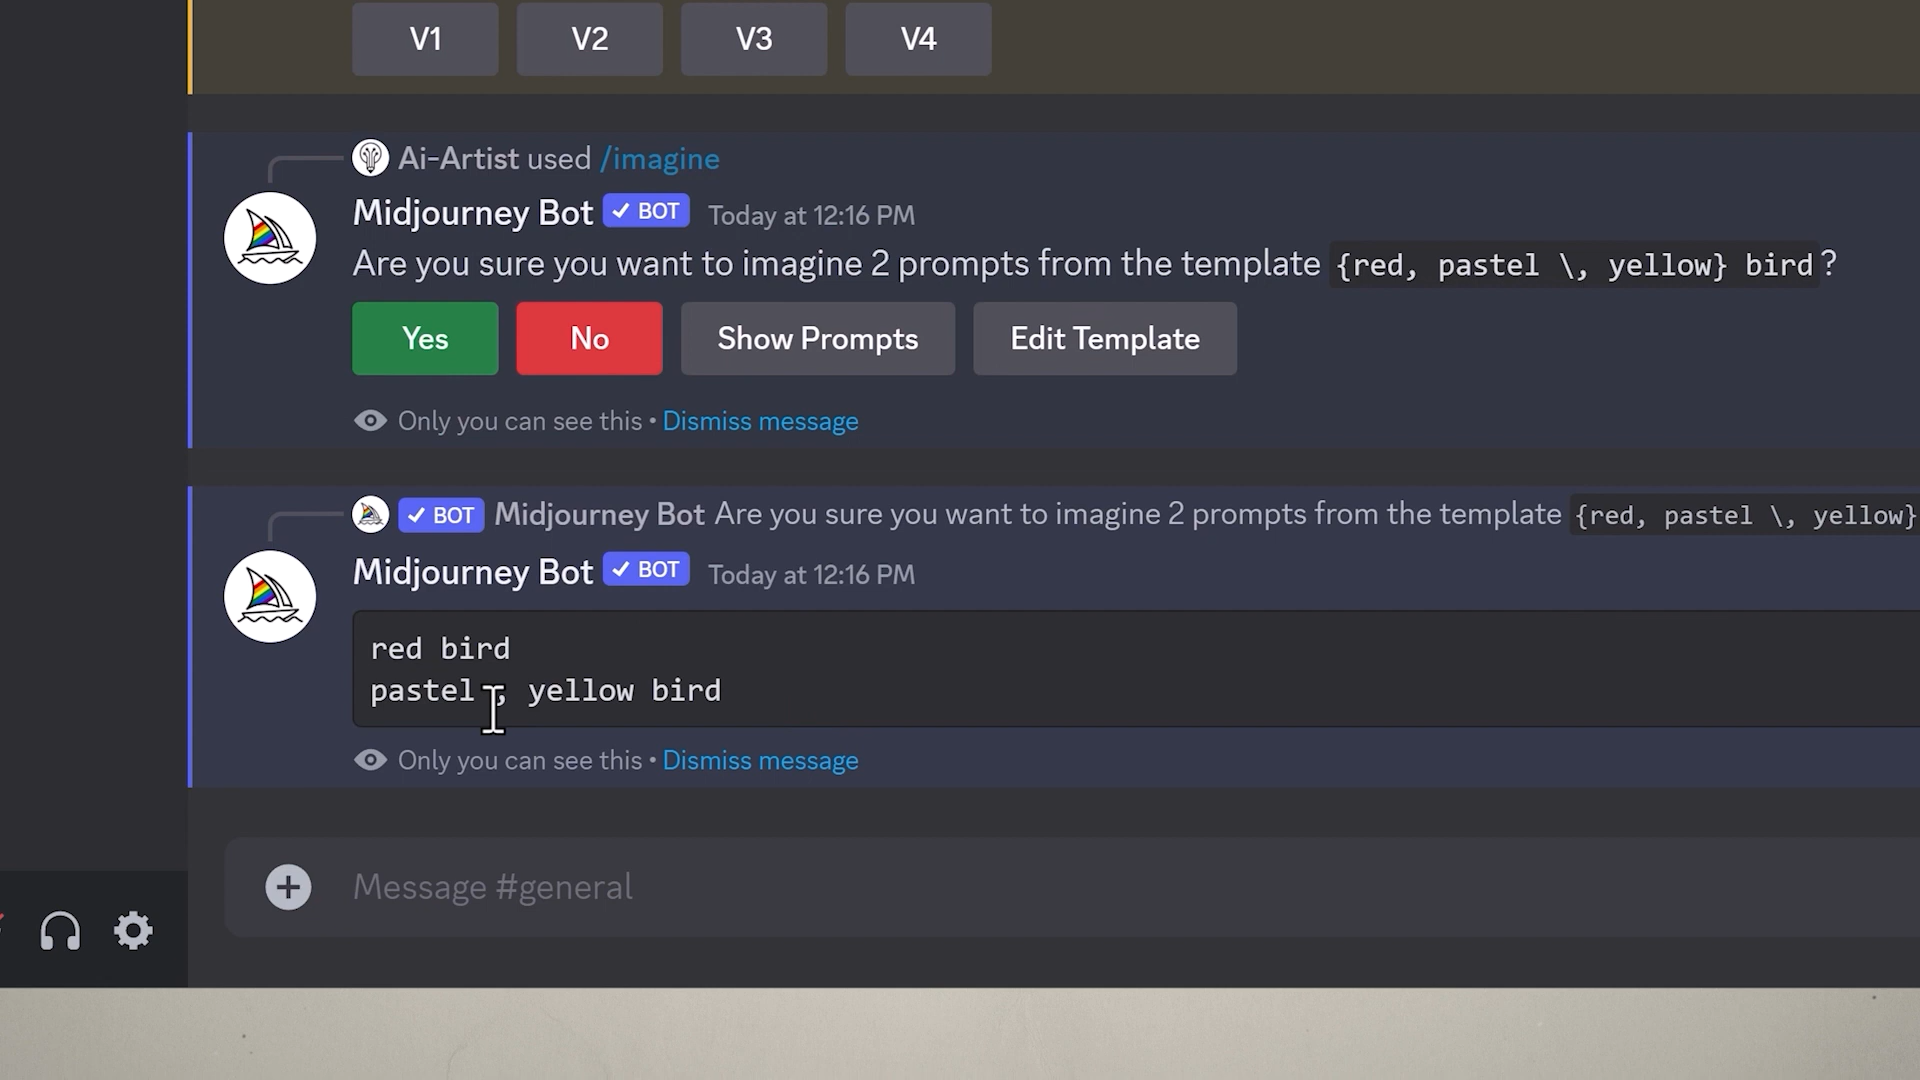 V1 V2 V3 V4
Ai-Artist used /imagine
Midjourney Bot ✓ BOT Today at 12:16 PM
Are you sure you want to imagine 2 prompts from the template {red, pastel \, yellow} bird?
Yes No Show Prompts Edit Template
Only you can see this • Dismiss message
✓ BOT Midjourney Bot Are you sure you want to imagine 2 prompts from the template {red, pastel \, yellow}
Midjourney Bot ✓ BOT Today at 12:16 PM
red bird
pastel , yellow bird
Only you can see this • Dismiss message
Message #general